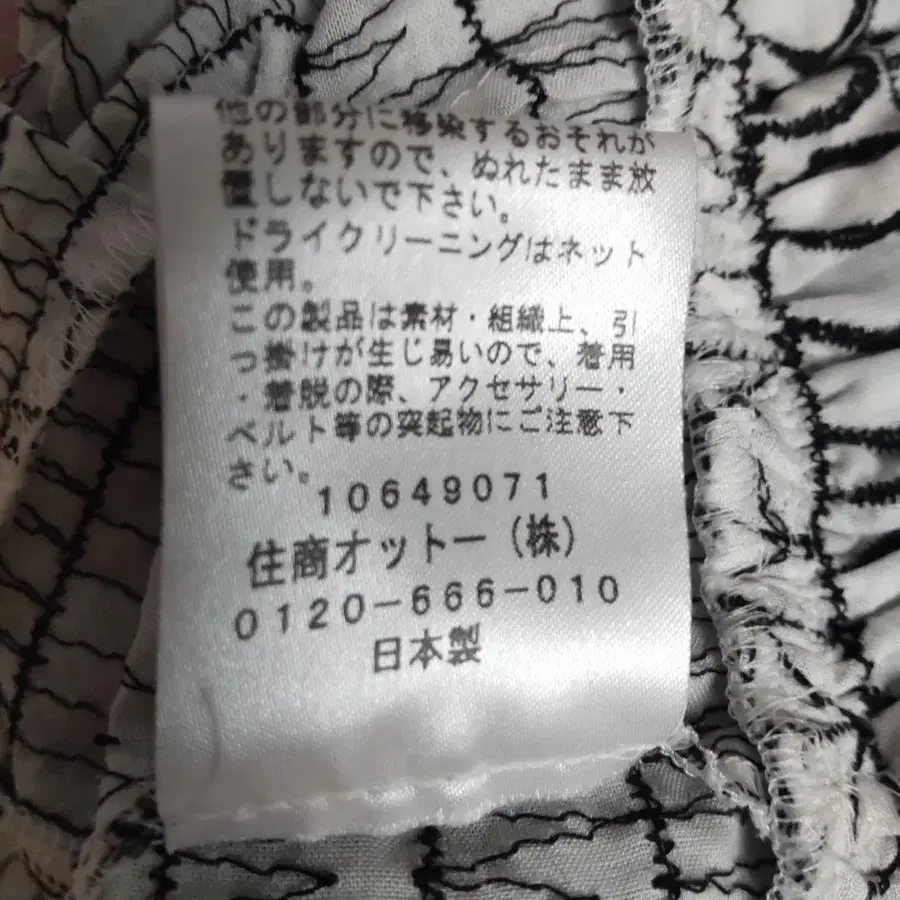 他の部分に移染するおそれが
ありますので、ぬれたまま放
置しないで下さい。
ドライクリーニングはネット
使用。
この製品は素材・組織上、引
っ掛けが生じ易いので、着用
・着脱の際、アクセサリー・
ベルト等の突起物にご注意下
さい。
10649071
住商オットー(株)
0120-666-010
日本製